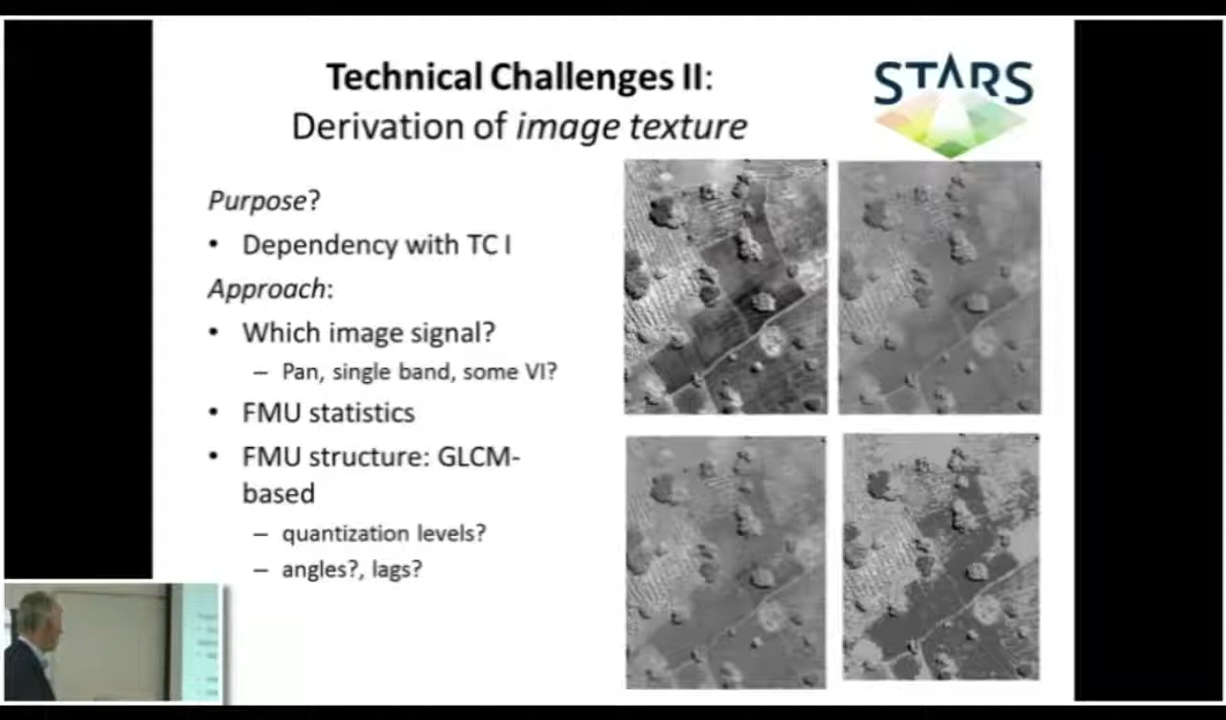 Technical Challenges II:
Derivation of image texture
STARS
Purpose?
• Dependency with TC I
Approach:
• Which image signal?
– Pan, single band, some VI?
• FMU statistics
• FMU structure: GLCM-
based
– quantization levels?
– angles?, lags?